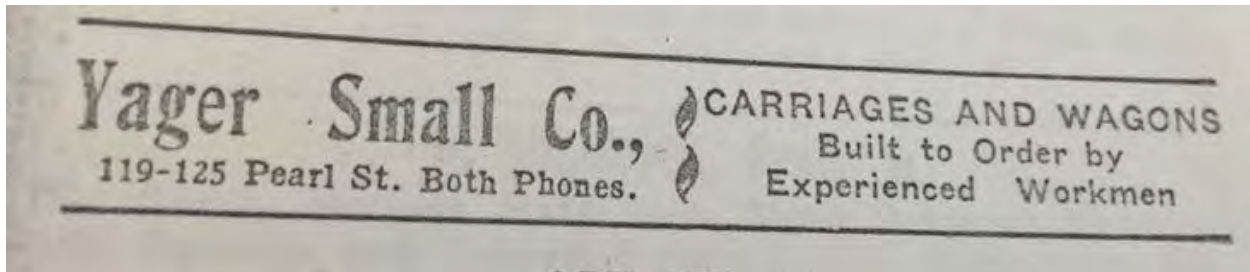 Yager Small Co.,
119-125 Pearl St. Both Phones.
CARRIAGES AND WAGONS
Built to Order by
Experienced Workmen